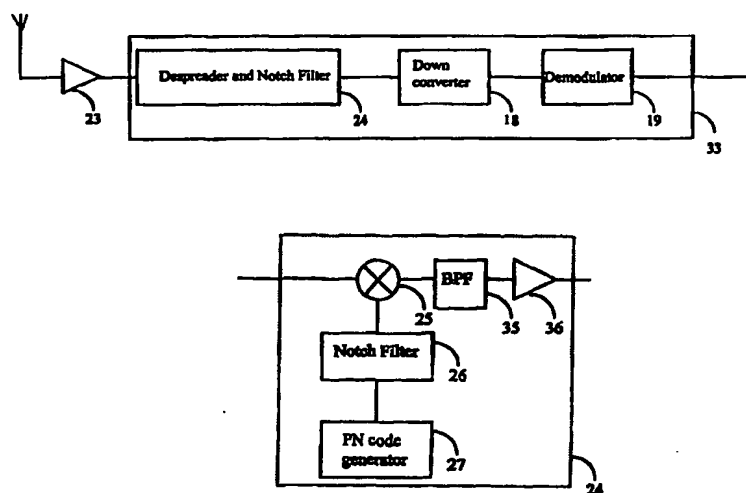 Despreader and Notch Filter
Down
converter
Demodulator
23
24
18
19
33
BPF
25
35
36
Notch Filter
26
PN code
generator
27
24